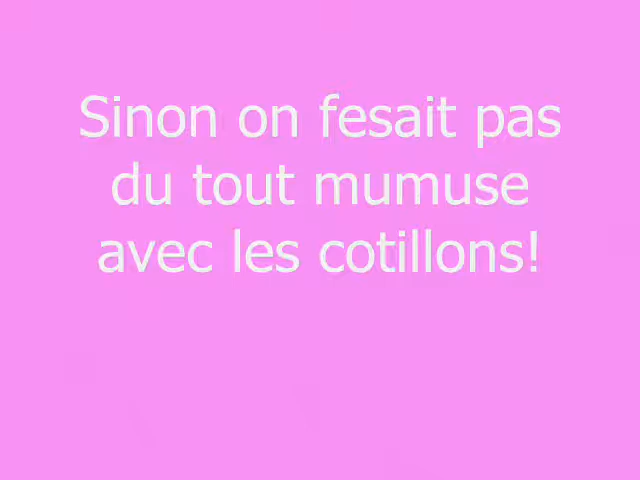 Sinon on fesait pas
du tout mumuse
avec les cotillons!